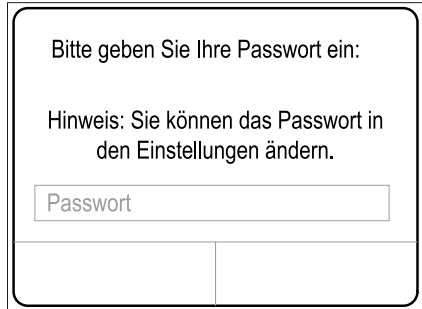 Bitte geben Sie Ihre Passwort ein:
Hinweis: Sie können das Passwort in
den Einstellungen ändern.
Passwort